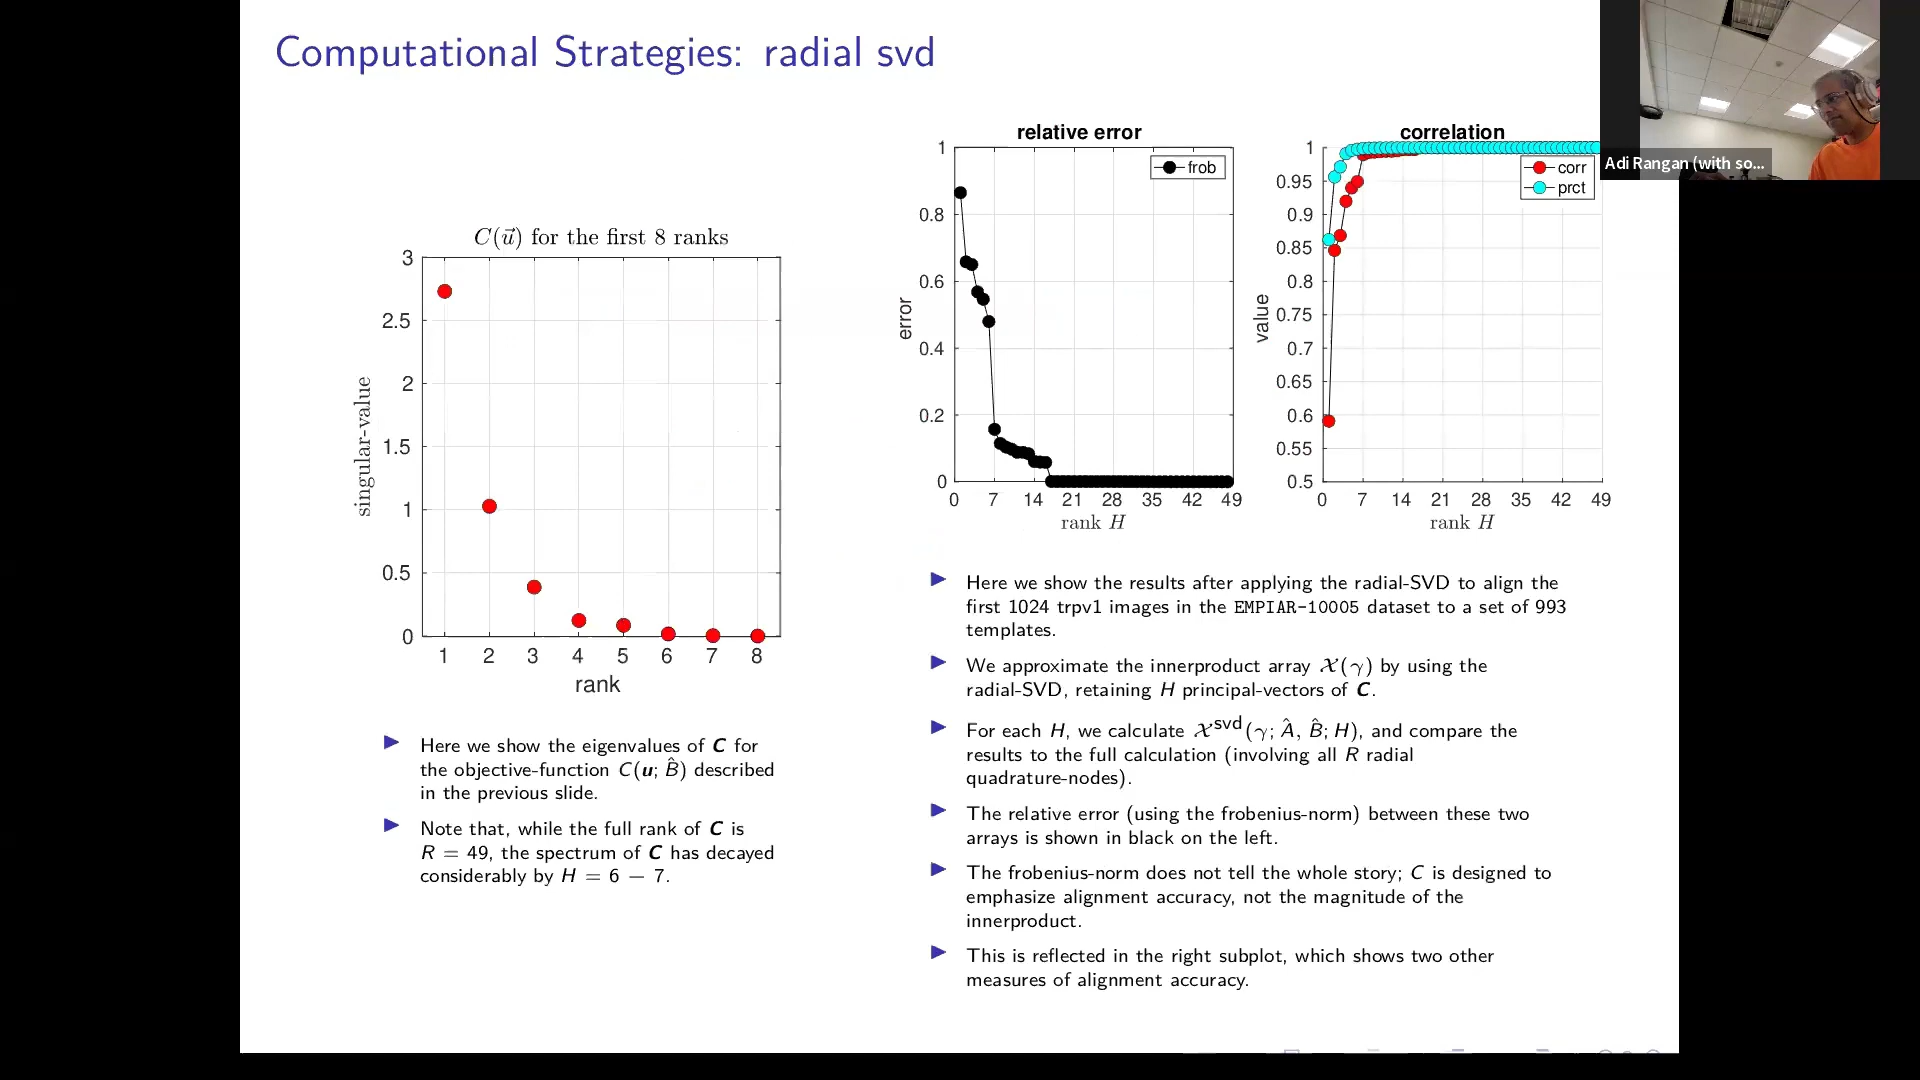 Computational Strategies: radial svd
C(u⃗) for the first 8 ranks
3
2.5
2
1.5
1
0.5
0
singular-value
1 2 3 4 5 6 7 8
rank
▶ Here we show the eigenvalues of C for
the objective-function C(u; B̂) described
in the previous slide.
▶ Note that, while the full rank of C is
R = 49, the spectrum of C has decayed
considerably by H = 6 − 7.
relative error
frob
1
0.8
0.6
0.4
0.2
0
error
0 7 14 21 28 35 42 49
rank H
correlation
corr
prct
1
0.95
0.9
0.85
0.8
0.75
0.7
0.65
0.6
0.55
0.5
value
0 7 14 21 28 35 42 49
rank H
▶ Here we show the results after applying the radial-SVD to align the
first 1024 trpv1 images in the EMPIAR-10005 dataset to a set of 993
templates.
▶ We approximate the innerproduct array 𝒳(γ) by using the
radial-SVD, retaining H principal-vectors of C.
▶ For each H, we calculate 𝒳^svd(γ; Â, B̂; H), and compare the
results to the full calculation (involving all R radial
quadrature-nodes).
▶ The relative error (using the frobenius-norm) between these two
arrays is shown in black on the left.
▶ The frobenius-norm does not tell the whole story; C is designed to
emphasize alignment accuracy, not the magnitude of the
innerproduct.
▶ This is reflected in the right subplot, which shows two other
measures of alignment accuracy.
Adi Rangan (with so...